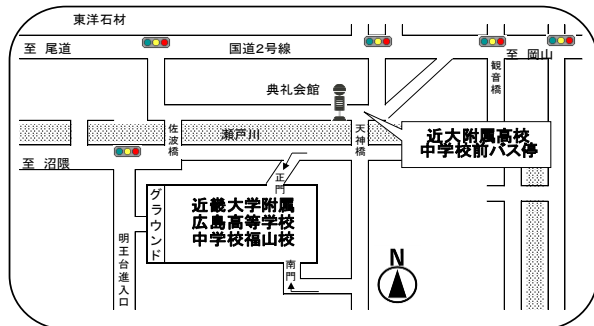 東洋石材
至 尾道
国道2号線
至 岡山
観音橋
典礼会館
佐波橋
瀬戸川
天神橋
近大附属高校
中学校前バス停
至 沼隈
正門
グラウンド
近畿大学附属
広島高等学校
中学校福山校
明王台進入口
南門
N